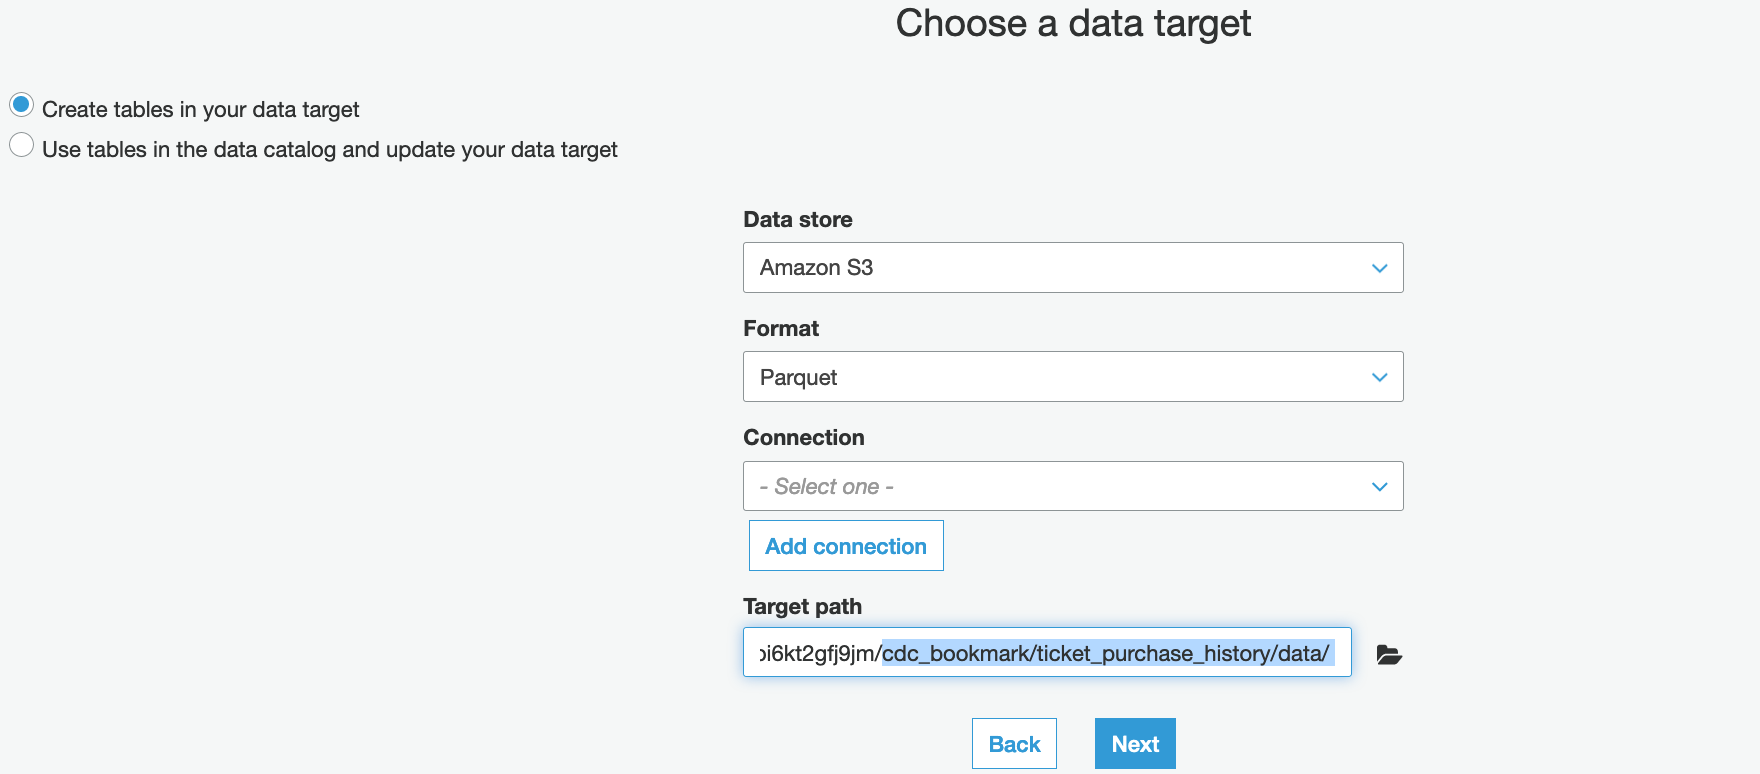 Choose a data target
Create tables in your data target
Use tables in the data catalog and update your data target
Data store
Amazon S3
Format
Parquet
Connection
- Select one -
Add connection
Target path
i6kt2gfj9jm/cdc_bookmark/ticket_purchase_history/data/
Back
Next